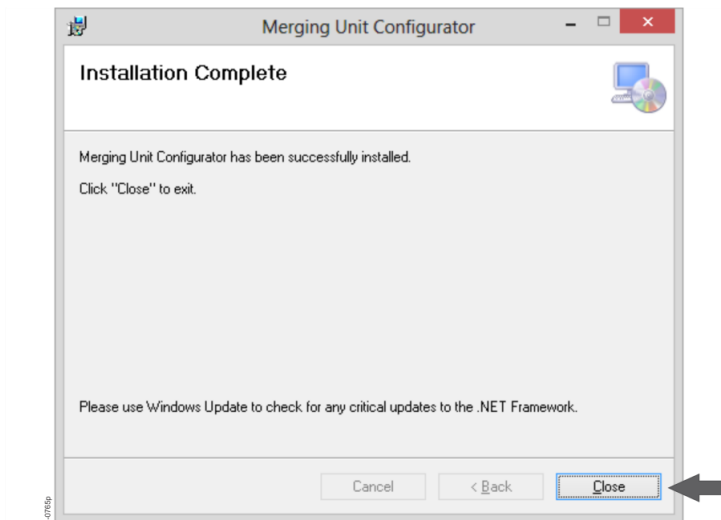 Merging Unit Configurator
Installation Complete
Merging Unit Configurator has been successfully installed.
Click "Close" to exit.
Please use Windows Update to check for any critical updates to the .NET Framework.
Cancel
< Back
Close
-0765p